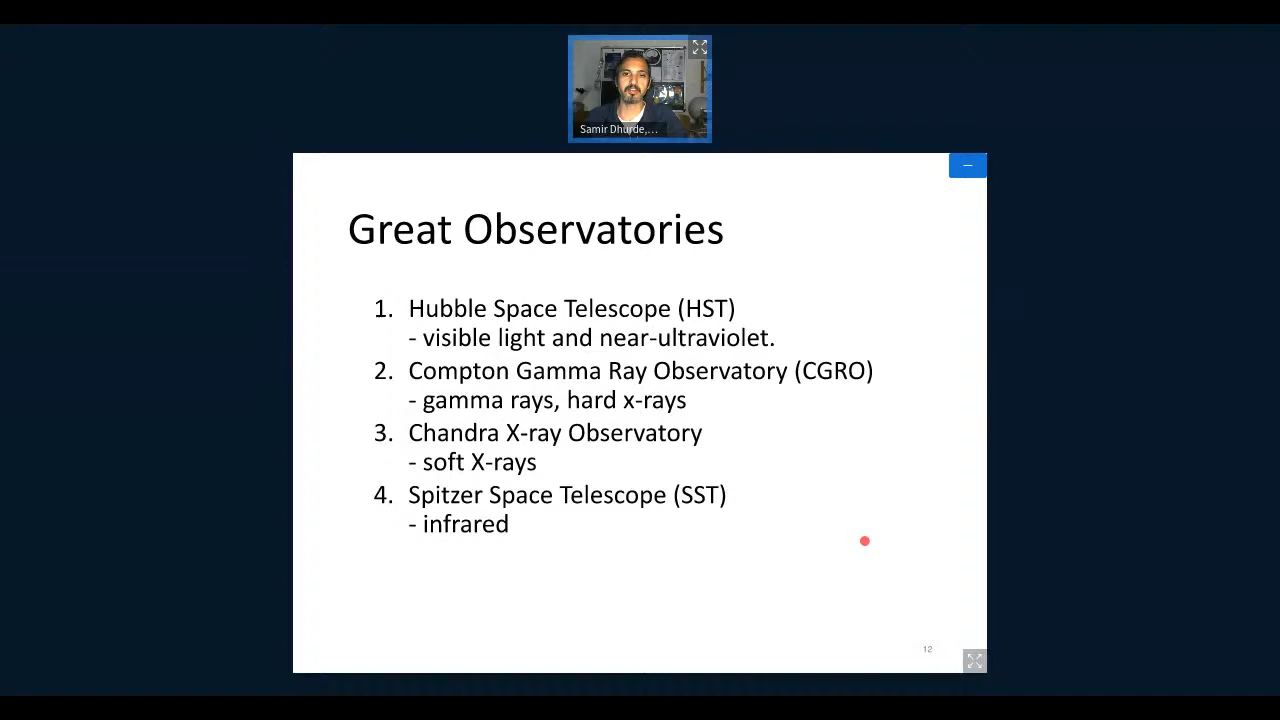 Samir Dhurde,...
Great Observatories
1. Hubble Space Telescope (HST)
- visible light and near-ultraviolet.
2. Compton Gamma Ray Observatory (CGRO)
- gamma rays, hard x-rays
3. Chandra X-ray Observatory
- soft X-rays
4. Spitzer Space Telescope (SST)
- infrared
12